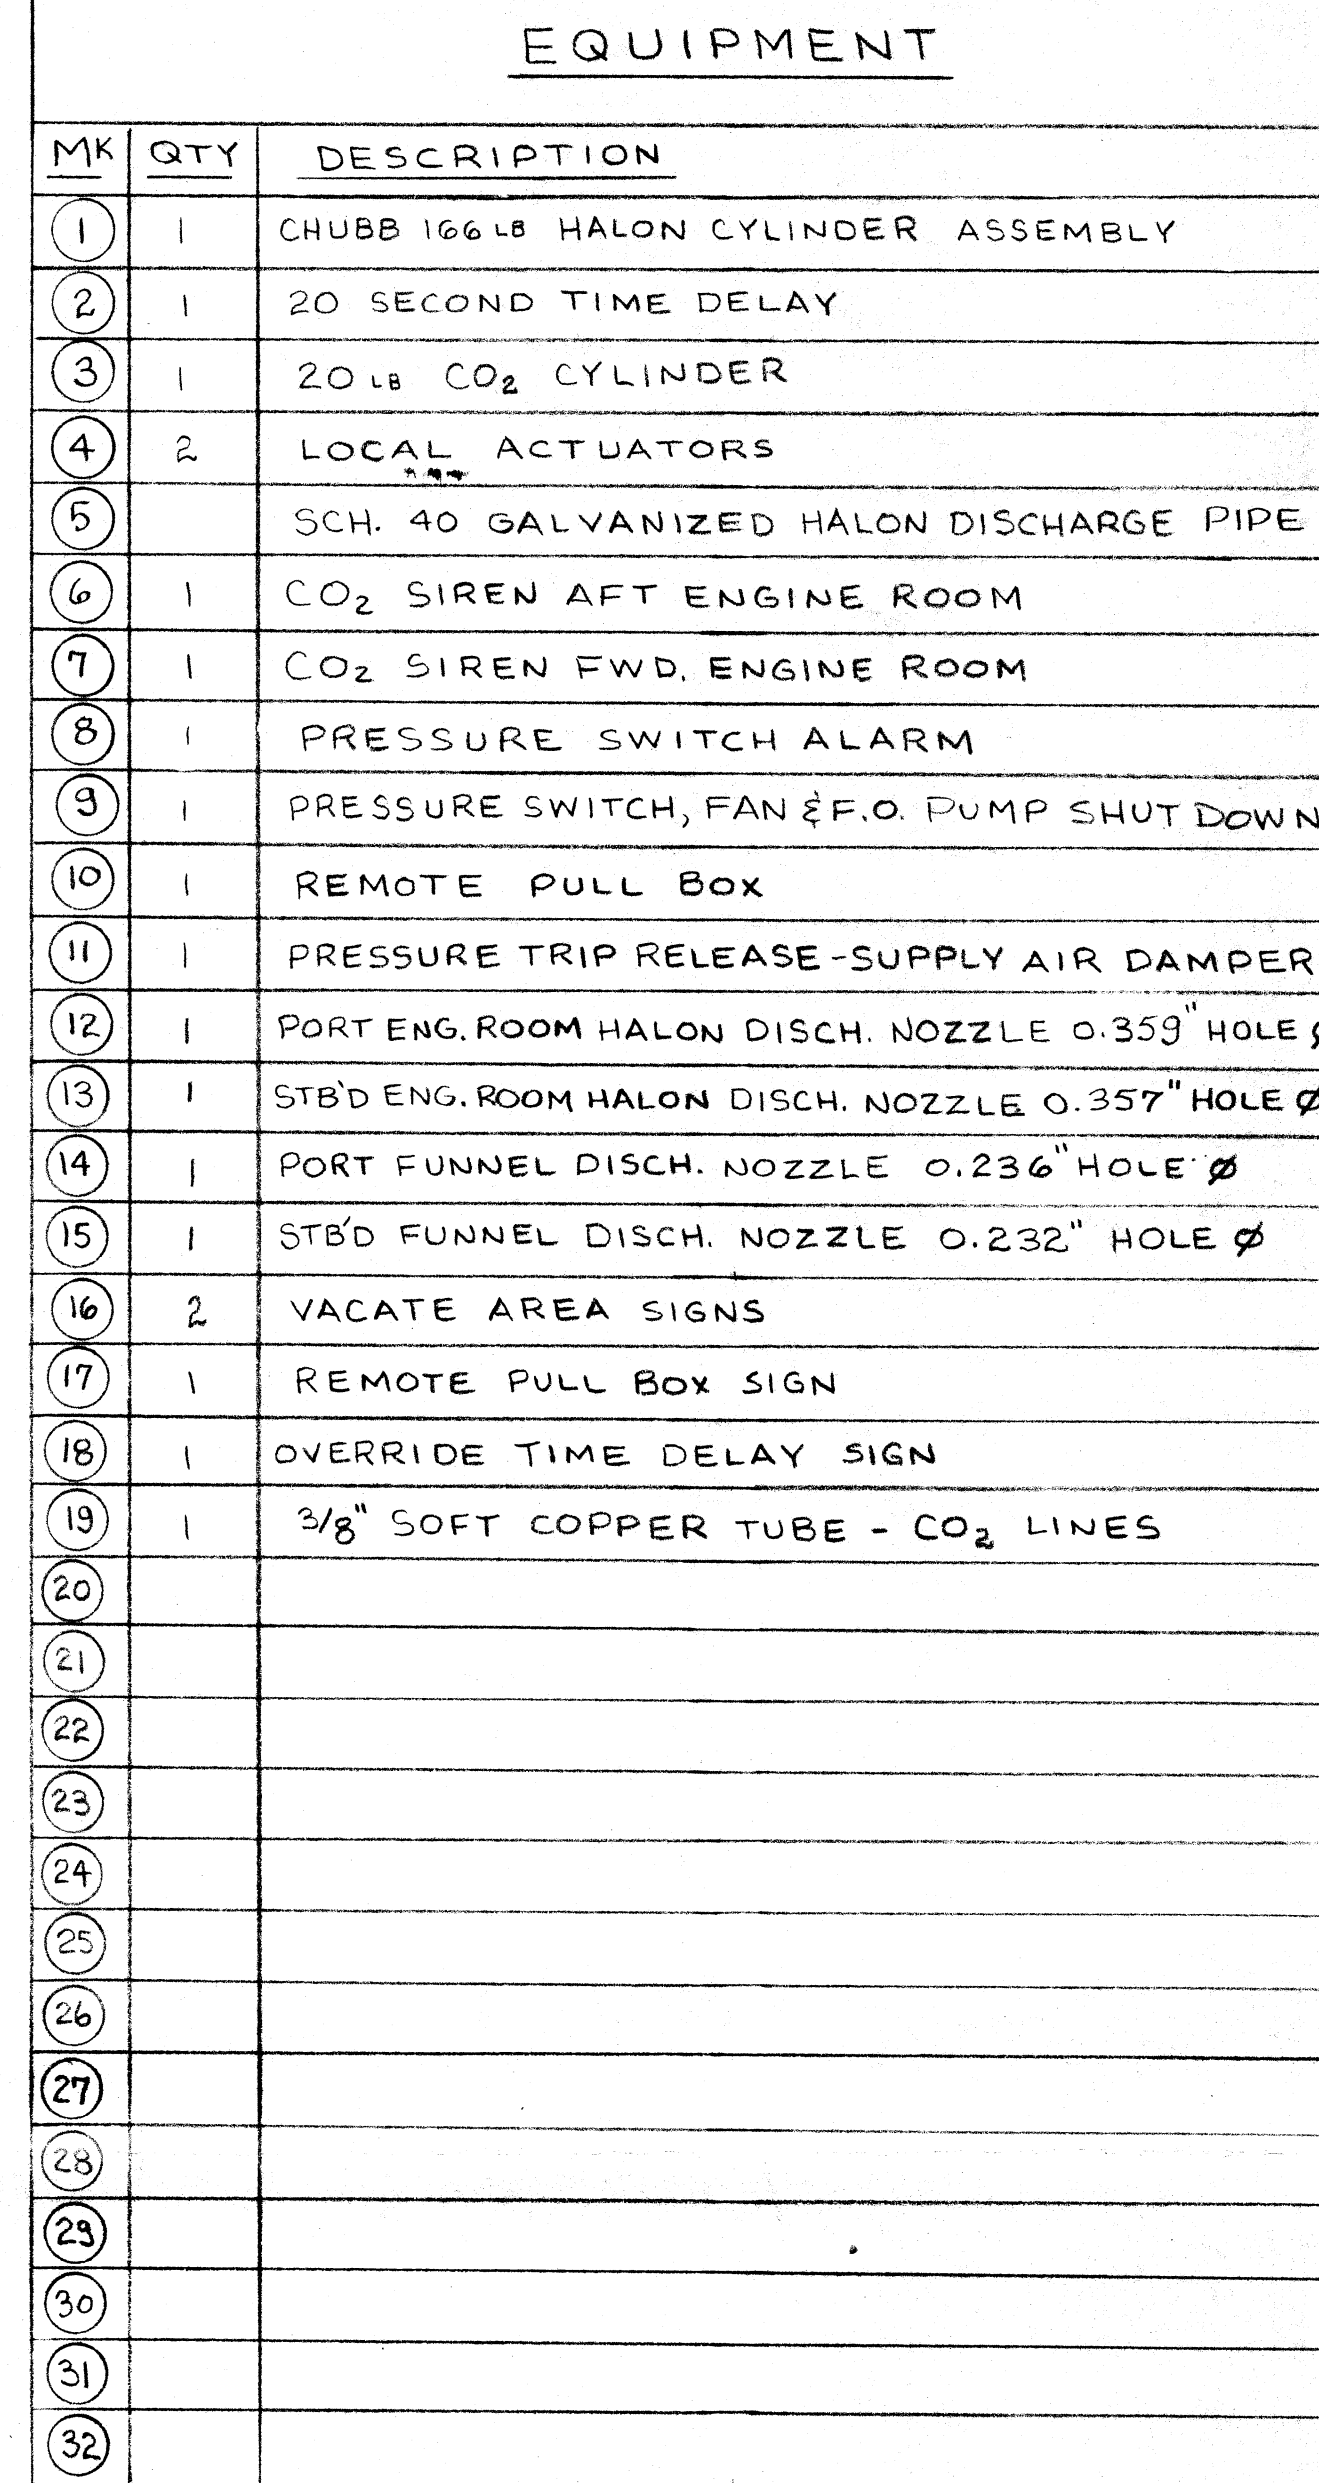 EQUIPMENT
MK QTY DESCRIPTION
1 1 CHUBB 166 LB HALON CYLINDER ASSEMBLY
2 1 20 SECOND TIME DELAY
3 1 20 LB CO₂ CYLINDER
4 2 LOCAL ACTUATORS
5 SCH. 40 GALVANIZED HALON DISCHARGE PIPE
6 1 CO₂ SIREN AFT ENGINE ROOM
7 1 CO₂ SIREN FWD. ENGINE ROOM
8 1 PRESSURE SWITCH ALARM
9 1 PRESSURE SWITCH, FAN & F.O. PUMP SHUT DOWN
10 1 REMOTE PULL BOX
11 1 PRESSURE TRIP RELEASE-SUPPLY AIR DAMPER
12 1 PORT ENG. ROOM HALON DISCH. NOZZLE 0.359" HOLE
13 1 STB'D ENG. ROOM HALON DISCH. NOZZLE 0.357" HOLE Ø
14 1 PORT FUNNEL DISCH. NOZZLE 0.236" HOLE Ø
15 1 STB'D FUNNEL DISCH. NOZZLE 0.232" HOLE Ø
16 2 VACATE AREA SIGNS
17 1 REMOTE PULL BOX SIGN
18 1 OVERRIDE TIME DELAY SIGN
19 1 3/8" SOFT COPPER TUBE - CO₂ LINES
20
21
22
23
24
25
26
27
28
29
30
31
32